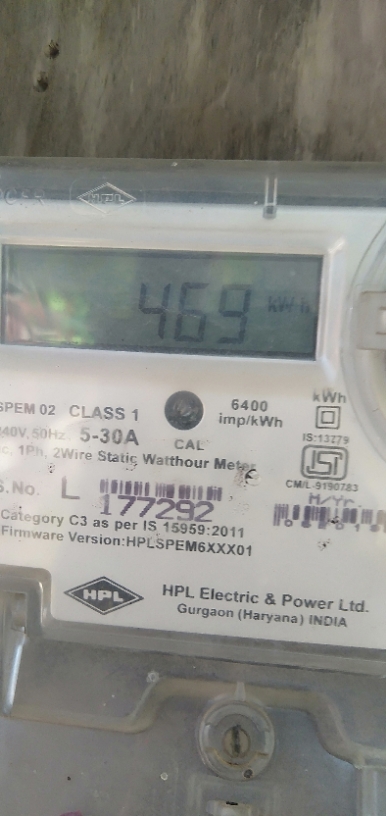 HPL
469 kWh
SPEM 02 CLASS 1
6400
imp/kWh
kWh
240V, 50Hz 5-30A
CAL
IS:13779
1Ph, 2Wire Static Watthour Meter
CM/L-9190783
S.No. L 177292
M/Yr.
Category C3 as per IS 15959:2011
Firmware Version:HPLSPEM6XXX01
HPL
HPL Electric & Power Ltd.
Gurgaon (Haryana) INDIA